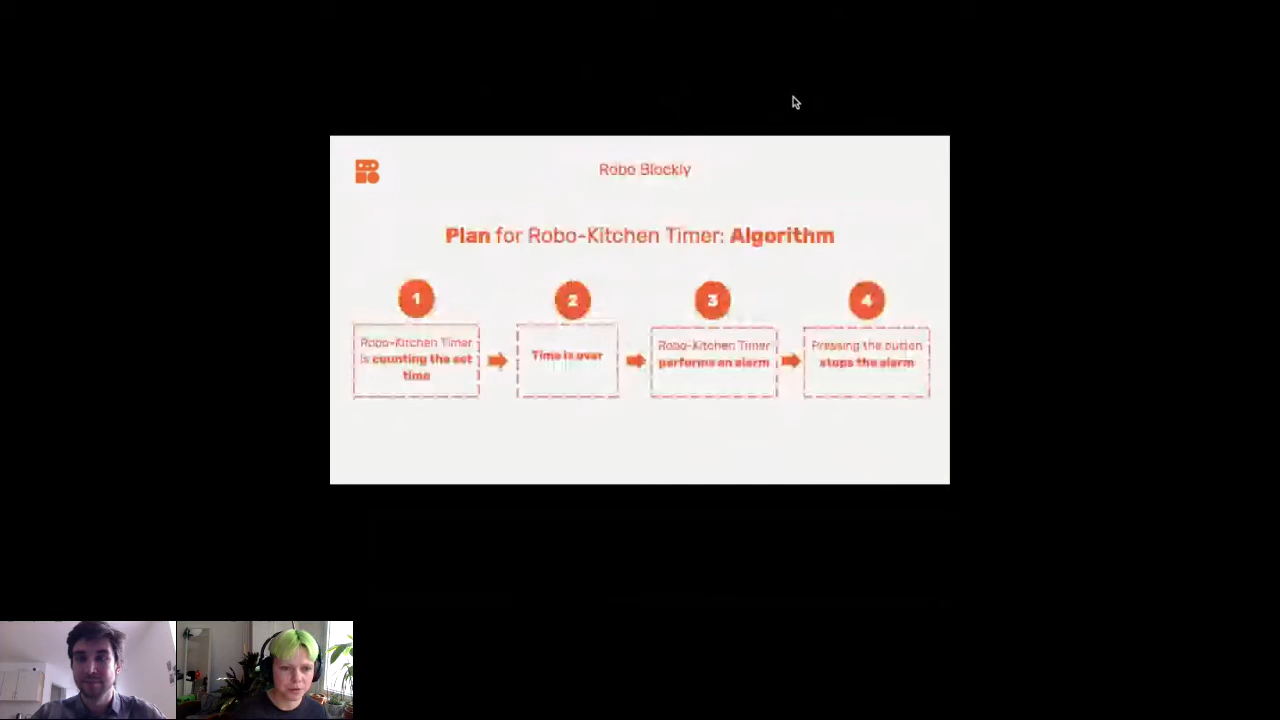 Robo Blockly
Plan for Robo-Kitchen Timer: Algorithm
1
Robo-Kitchen Timer
is counting the set
time
2
Time is over
3
Robo-Kitchen Timer
performs an alarm
4
Pressing the button
stops the alarm